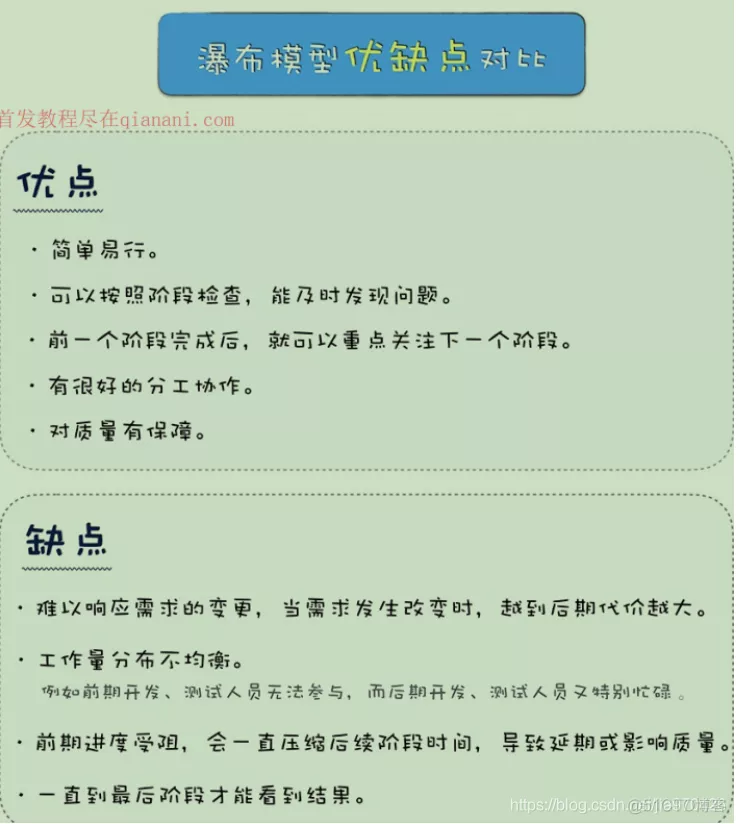 瀑布模型优缺点对比
首发教程尽在qianani.com
优点
· 简单易行。
· 可以按照阶段检查，能及时发现问题。
· 前一个阶段完成后，就可以重点关注下一个阶段。
· 有很好的分工协作。
· 对质量有保障。
缺点
· 难以响应需求的变更，当需求发生改变时，越到后期代价越大。
· 工作量分布不均衡。
例如前期开发、测试人员无法参与，而后期开发、测试人员又特别忙碌。
· 前期进度受阻，会一直压缩后续阶段时间，导致延期或影响质量。
· 一直到最后阶段才能看到结果。
https://blog.csdn.